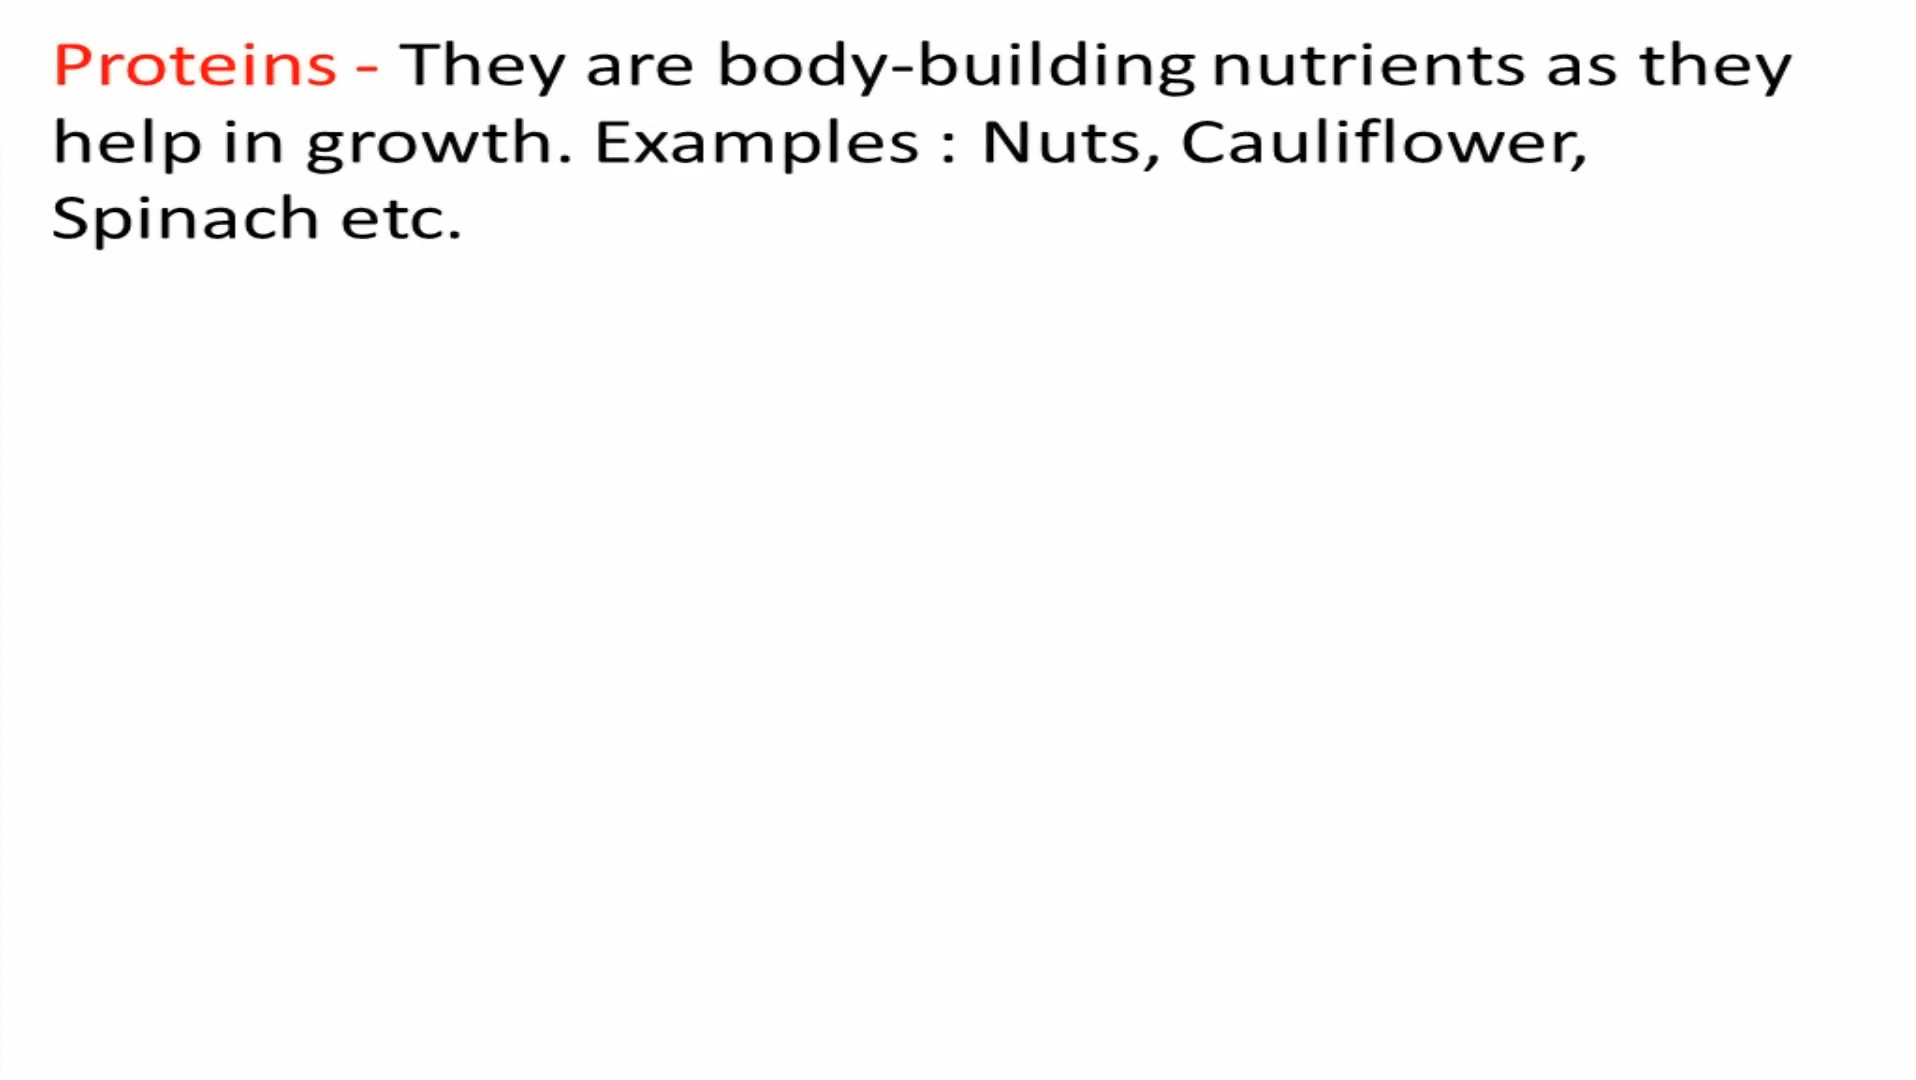 Proteins - They are body-building nutrients as they
help in growth. Examples : Nuts, Cauliflower,
Spinach etc.